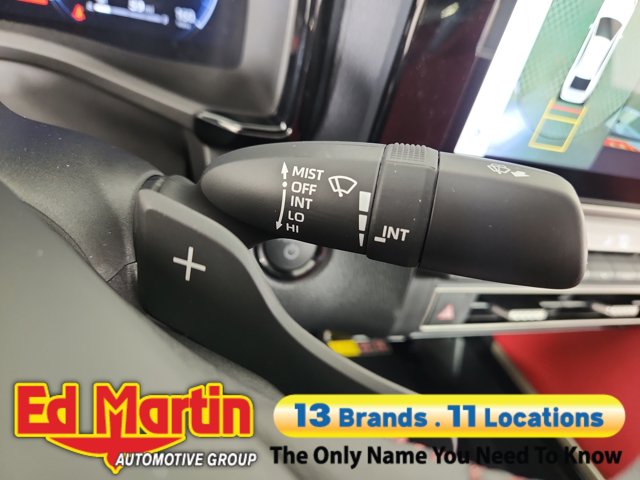 MIST
OFF
INT
LO
HI
INT
Ed Martin
AUTOMOTIVE GROUP
13 Brands . 11 Locations
The Only Name You Need To Know